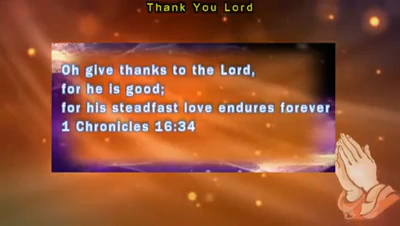 Thank You Lord
Oh give thanks to the Lord,
for he is good;
for his steadfast love endures forever
1 Chronicles 16:34